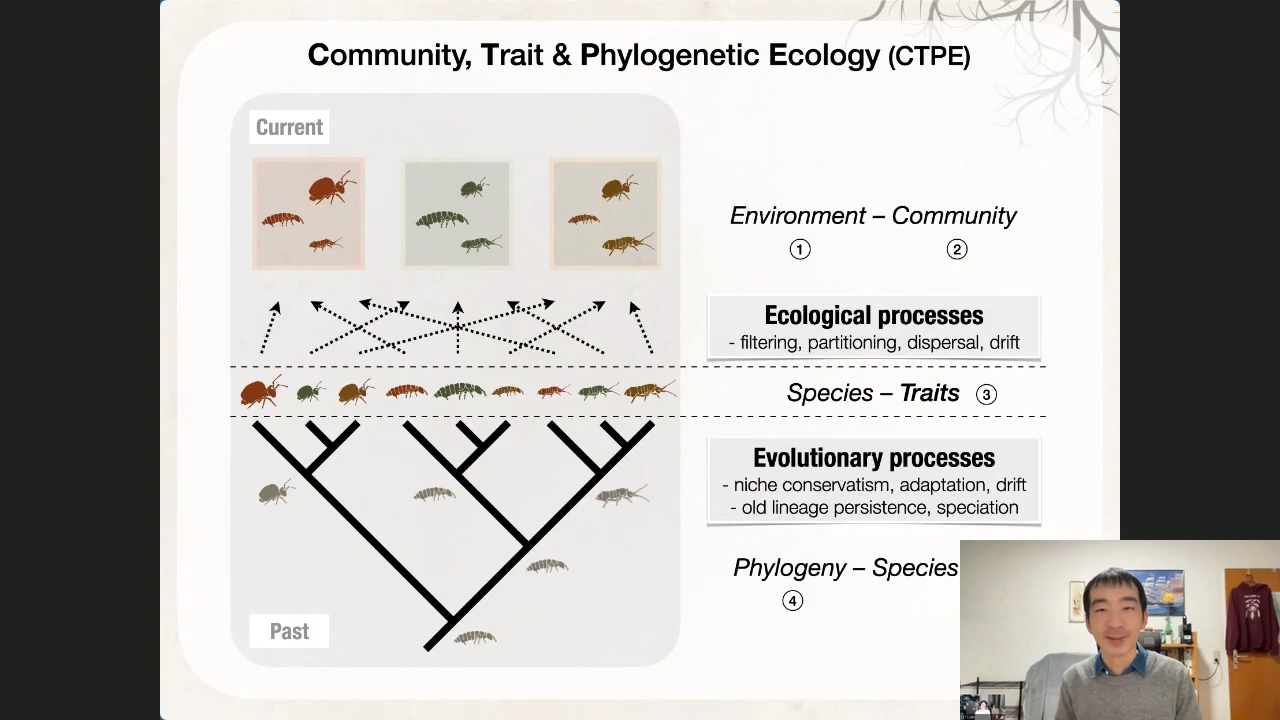 Community, Trait & Phylogenetic Ecology (CTPE)
Current
Environment – Community
① ②
Ecological processes
- filtering, partitioning, dispersal, drift
Species – Traits ③
Evolutionary processes
- niche conservatism, adaptation, drift
- old lineage persistence, speciation
Phylogeny – Species
④
Past